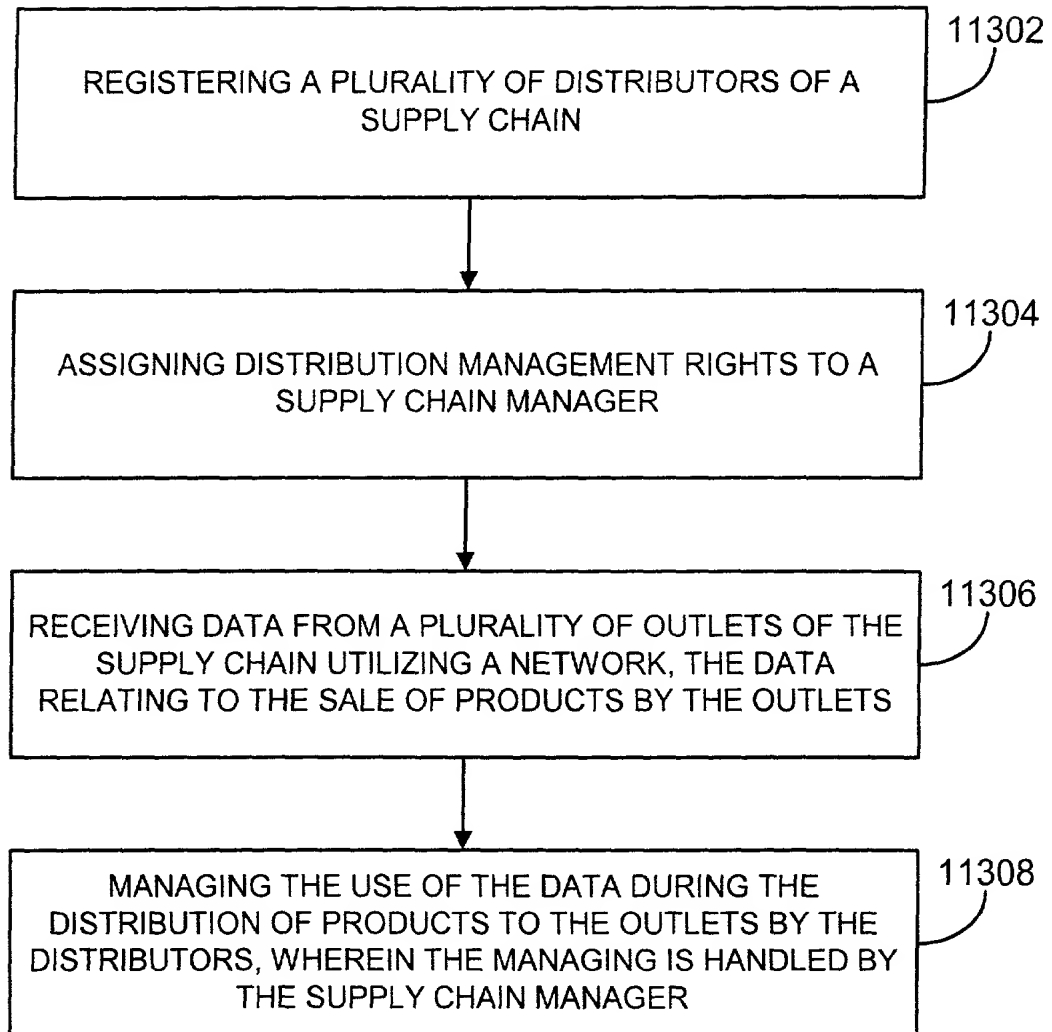 11302
REGISTERING A PLURALITY OF DISTRIBUTORS OF A
SUPPLY CHAIN
11304
ASSIGNING DISTRIBUTION MANAGEMENT RIGHTS TO A
SUPPLY CHAIN MANAGER
11306
RECEIVING DATA FROM A PLURALITY OF OUTLETS OF THE
SUPPLY CHAIN UTILIZING A NETWORK, THE DATA
RELATING TO THE SALE OF PRODUCTS BY THE OUTLETS
11308
MANAGING THE USE OF THE DATA DURING THE
DISTRIBUTION OF PRODUCTS TO THE OUTLETS BY THE
DISTRIBUTORS, WHEREIN THE MANAGING IS HANDLED BY
THE SUPPLY CHAIN MANAGER